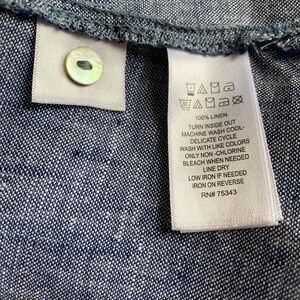 100% LINEN
TURN INSIDE OUT
MACHINE WASH COOL-
DELICATE CYCLE
WASH WITH LIKE COLORS
ONLY NON-CHLORINE
BLEACH WHEN NEEDED
LINE DRY
LOW IRON IF NEEDED
IRON ON REVERSE
RN# 75343